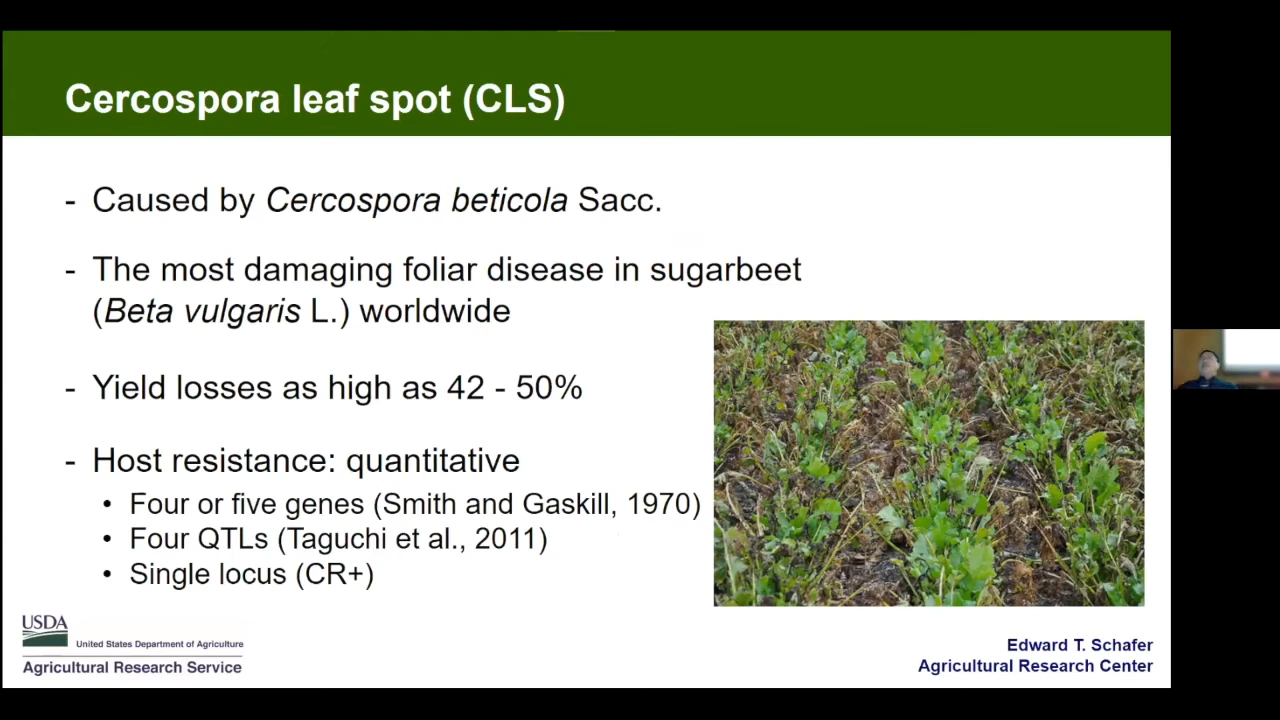 Cercospora leaf spot (CLS)
- Caused by Cercospora beticola Sacc.
- The most damaging foliar disease in sugarbeet
(Beta vulgaris L.) worldwide
- Yield losses as high as 42 - 50%
- Host resistance: quantitative
• Four or five genes (Smith and Gaskill, 1970)
• Four QTLs (Taguchi et al., 2011)
• Single locus (CR+)
USDA
United States Department of Agriculture
Agricultural Research Service
Edward T. Schafer
Agricultural Research Center